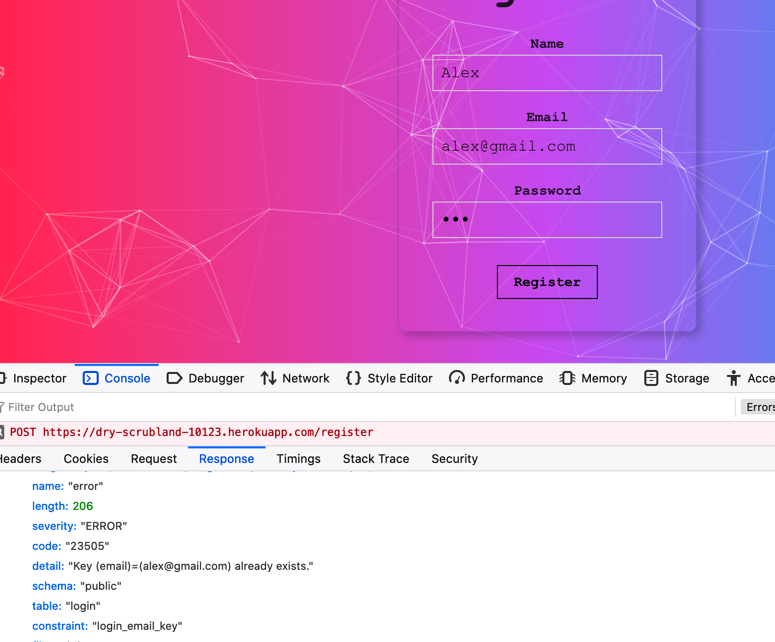 Name
Alex
Email
alex@gmail.com
Password
•••
Register
Inspector Console Debugger Network {} Style Editor Performance Memory Storage
Filter Output Errors
POST https://dry-scrubland-10123.herokuapp.com/register
Cookies Request Response Timings Stack Trace Security
name: "error"
length: 206
severity: "ERROR"
code: "23505"
detail: "Key (email)=(alex@gmail.com) already exists."
schema: "public"
table: "login"
constraint: "login_email_key"